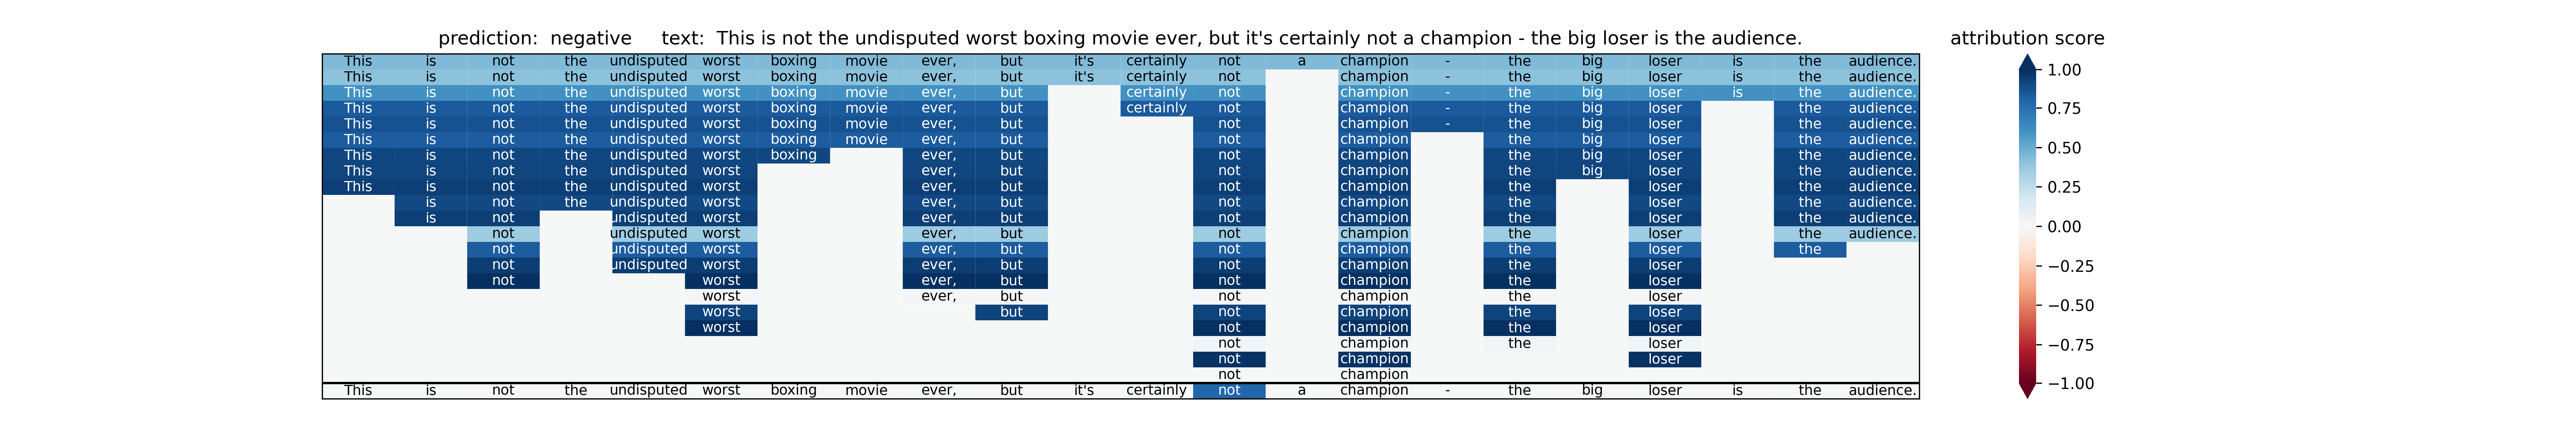 prediction: negative text: This is not the undisputed worst boxing movie ever, but it's certainly not a champion - the big loser is the audience.
attribution score
This is not the undisputed worst boxing movie ever, but it's certainly not a champion - the big loser is the audience.
This is not the undisputed worst boxing movie ever, but it's certainly not champion - the big loser is the audience.
This is not the undisputed worst boxing movie ever, but certainly not champion - the big loser is the audience.
This is not the undisputed worst boxing movie ever, but certainly not champion - the big loser the audience.
This is not the undisputed worst boxing movie ever, but not champion - the big loser the audience.
This is not the undisputed worst boxing movie ever, but not champion the big loser the audience.
This is not the undisputed worst boxing ever, but not champion the big loser the audience.
This is not the undisputed worst ever, but not champion the big loser the audience.
This is not the undisputed worst ever, but not champion the loser the audience.
is not the undisputed worst ever, but not champion the loser the audience.
is not undisputed worst ever, but not champion the loser the audience.
not undisputed worst ever, but not champion the loser the audience.
not undisputed worst ever, but not champion the loser the
not undisputed worst ever, but not champion the loser
not worst ever, but not champion the loser
worst ever, but not champion the loser
worst but not champion the loser
worst not champion the loser
not champion the loser
not champion loser
not champion
This is not the undisputed worst boxing movie ever, but it's certainly not a champion - the big loser is the audience.
1.00
0.75
0.50
0.25
0.00
−0.25
−0.50
−0.75
−1.00